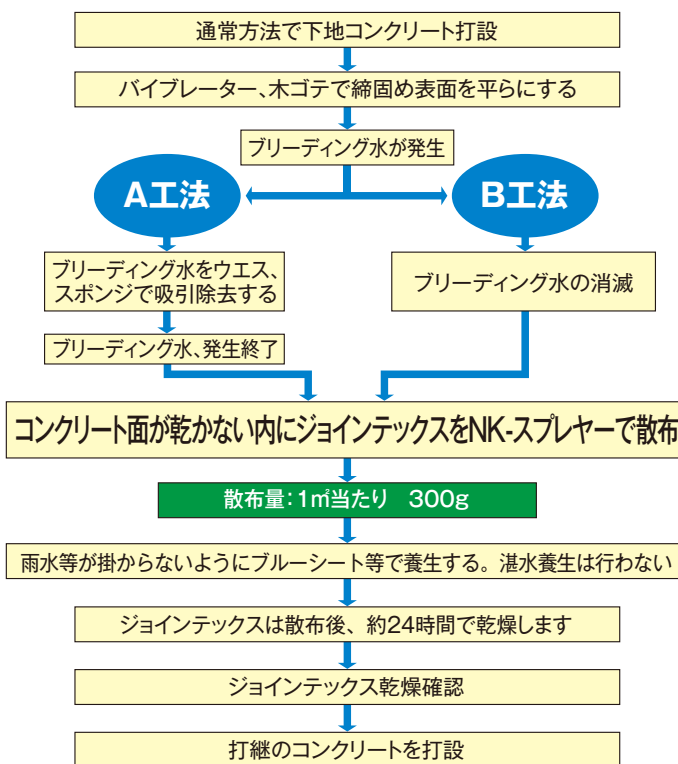 通常方法で下地コンクリート打設
バイブレーター、木ゴテで締固め表面を平らにする
ブリーディング水が発生
A工法
B工法
ブリーディング水をウエス、
スポンジで吸引除去する
ブリーディング水の消滅
ブリーディング水、発生終了
コンクリート面が乾かない内にジョインテックスをNK-スプレヤーで散布
散布量：1㎡当たり　300g
雨水等が掛からないようにブルーシート等で養生する。湛水養生は行わない
ジョインテックスは散布後、約24時間で乾燥します
ジョインテックス乾燥確認
打継のコンクリートを打設